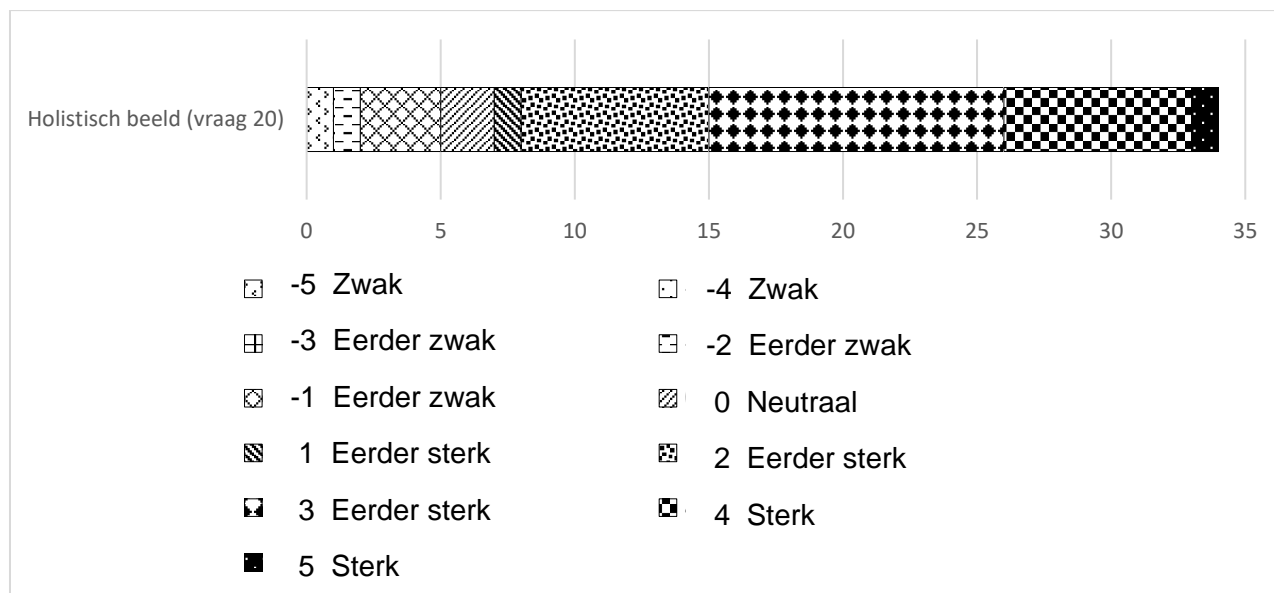 Holistisch beeld (vraag 20)
0 5 10 15 20 25 30 35
-5 Zwak -4 Zwak
-3 Eerder zwak -2 Eerder zwak
-1 Eerder zwak 0 Neutraal
1 Eerder sterk 2 Eerder sterk
3 Eerder sterk 4 Sterk
5 Sterk